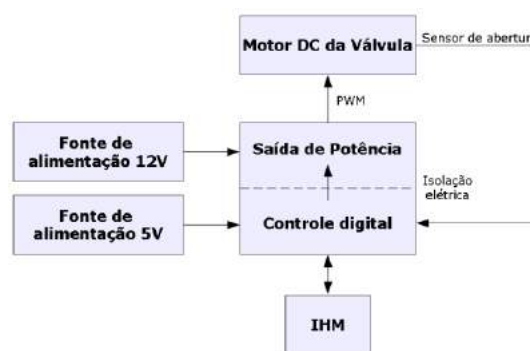 Motor DC da Válvula
Sensor de abertur
PWM
Fonte de
alimentação 12V
Saída de Potência
Isolação
elétrica
Fonte de
alimentação 5V
Controle digital
IHM